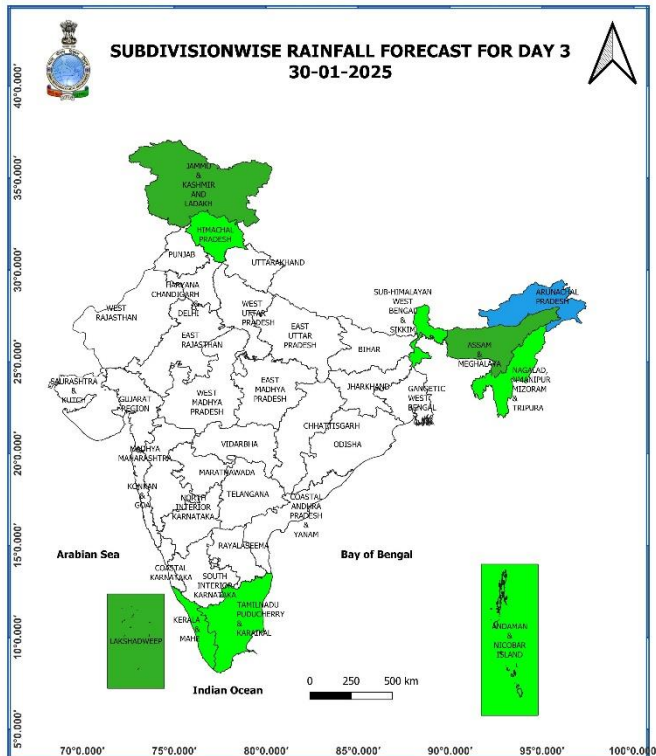 SUBDIVISIONWISE RAINFALL FORECAST FOR DAY 3
30-01-2025
40°0.000'
35°0.000'
30°0.000'
25°0.000'
20°0.000'
15°0.000'
10°0.000'
5°0.000'
JAMMO
&
KASHMIR
AND
LADAKH
HIMACHAL
PRADESH
PUNJAB
UTTARAKHAND
HARYANA
CHANDIGARH
&
DELHI
WEST
RAJASTHAN
WEST
UTTAR
PRADESH
EAST
RAJASTHAN
EAST
UTTAR
PRADESH
BIHAR
SUB-HIMALAYAN
WEST
BENGAL
&
SIKKIM
ARUNACHAL
PRADESH
ASSAM
&
MEGHALAYA
NAGALAD,
MANIPUR
MIZORAM
&
TRIPURA
SAURASHTRA
&
KUTCH
GUJARAT
REGION
WEST
MADHYA
PRADESH
EAST
MADHYA
PRADESH
JHARKHAND
GANGETIC
WEST
BENGAL
CHHATTISGARH
ODISHA
VIDARBHA
MADHYA
MAHARASHTRA
MARATHAWADA
KONKAN
&
GOA
NORTH
INTERIOR
KARNATAKA
TELANGANA
COASTAL
ANDHRA
PRADESH
&
YANAM
RAYALASEEMA
COASTAL
KARNATAKA
SOUTH
INTERIOR
KARNATAKA
TAMILNADU
PUDUCHERRY
&
KARAIKAL
KERALA
&
MAHE
LAKSHADWEEP
ANDAMAN
&
NICOBAR
ISLAND
Arabian Sea
Bay of Bengal
Indian Ocean
0 250 500 km
70°0.000' 75°0.000' 80°0.000' 85°0.000' 90°0.000' 95°0.000' 100°0.000'